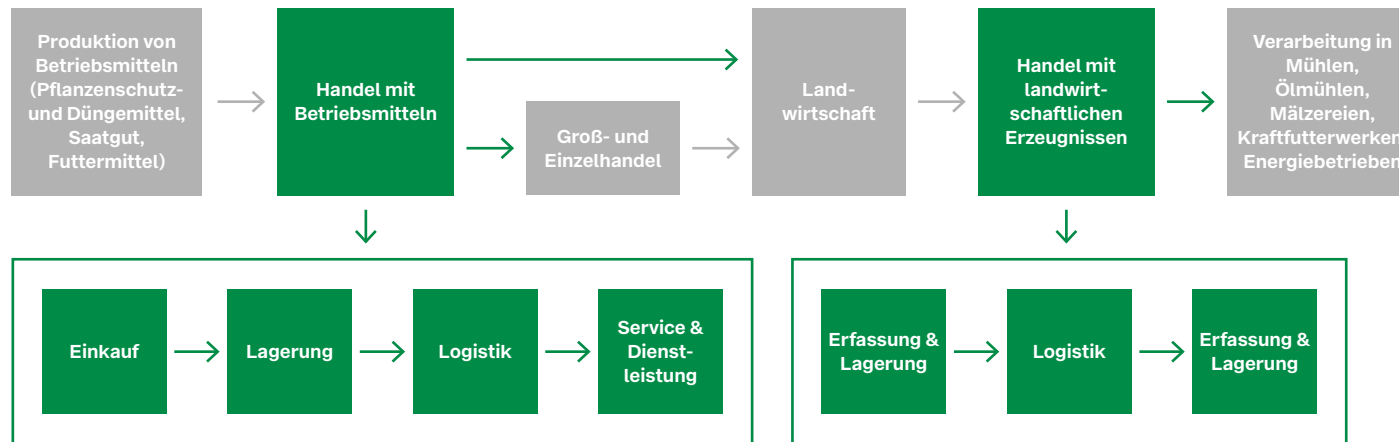 Produktion von
Betriebsmitteln
(Pflanzenschutz-
und Düngemittel,
Saatgut,
Futtermittel)
Handel mit
Betriebsmitteln
Groß- und
Einzelhandel
Land-
wirtschaft
Handel mit
landwirt-
schaftlichen
Erzeugnissen
Verarbeitung in
Mühlen,
Ölmühlen,
Mälzereien,
Kraftfutterwerken
Energiebetrieben
Einkauf
Lagerung
Logistik
Service &
Dienst-
leistung
Erfassung &
Lagerung
Logistik
Erfassung &
Lagerung